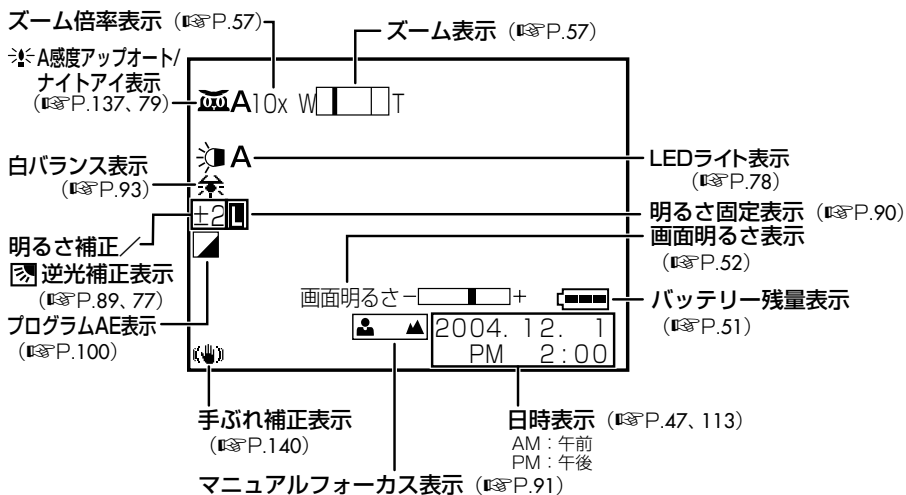 ズーム倍率表示（☞P.57）
ズーム表示（☞P.57）
A感度アップオート/
ナイトアイ表示
（☞P.137、79）
A10x W T
A
LEDライト表示
（☞P.78）
白バランス表示
（☞P.93）
±2 L
明るさ固定表示（☞P.90）
明るさ補正／
逆光補正表示
（☞P.89、77）
画面明るさ表示
（☞P.52）
画面明るさ－ ＋
バッテリー残量表示
（☞P.51）
プログラムAE表示
（☞P.100）
2004. 12. 1
PM 2:00
手ぶれ補正表示
（☞P.140）
日時表示（☞P.47、113）
AM：午前
PM：午後
マニュアルフォーカス表示（☞P.91）